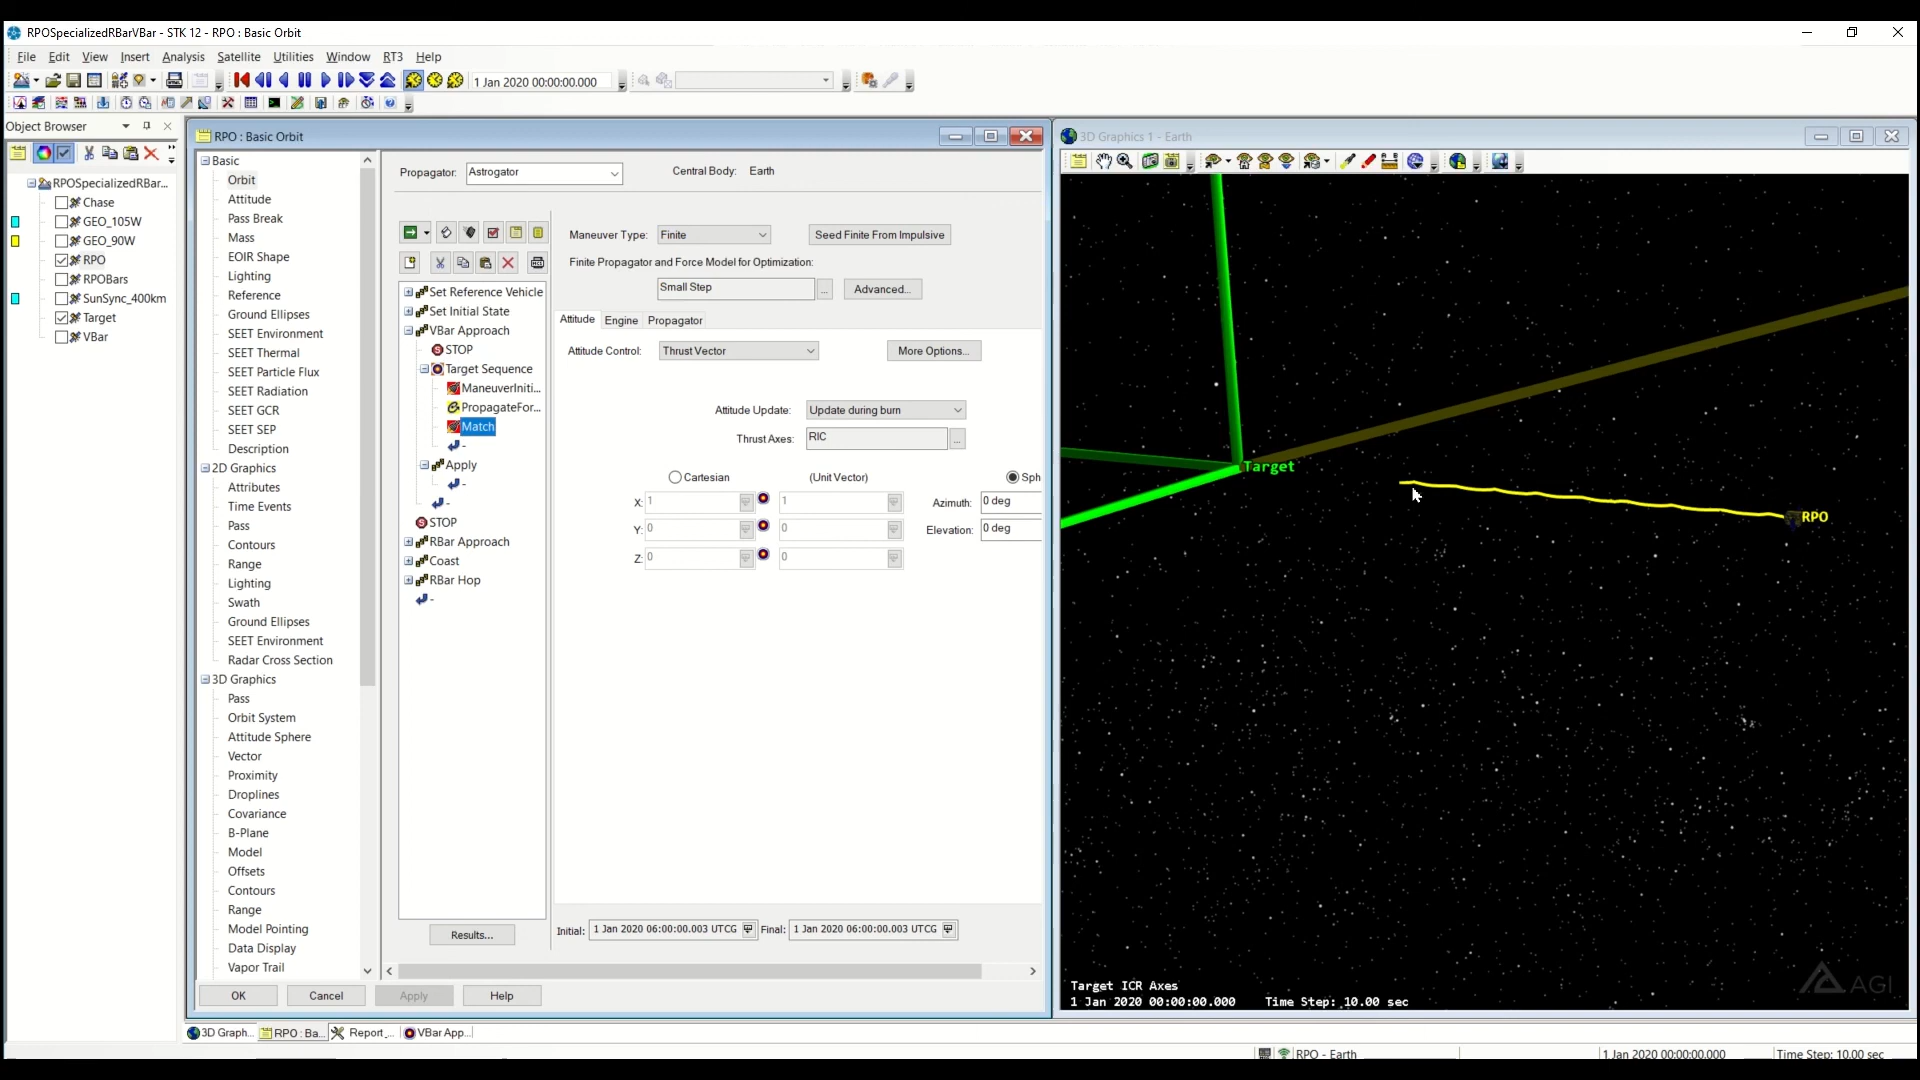 RPOSpecializedRBarVBar - STK 12 - RPO : Basic Orbit
File Edit View Insert Analysis Satellite Utilities Window RT3 Help
1 Jan 2020 00:00:00.000
Object Browser
RPOSpecializedRBar...
Chase
GEO_105W
GEO_90W
RPO
RPOBars
SunSync_400km
Target
VBar
RPO : Basic Orbit
Basic
Orbit
Attitude
Pass Break
Mass
EOIR Shape
Lighting
Reference
Ground Ellipses
SEET Environment
SEET Thermal
SEET Particle Flux
SEET Radiation
SEET GCR
SEET SEP
Description
2D Graphics
Attributes
Time Events
Pass
Contours
Range
Lighting
Swath
Ground Ellipses
SEET Environment
Radar Cross Section
3D Graphics
Pass
Orbit System
Attitude Sphere
Vector
Proximity
Droplines
Covariance
B-Plane
Model
Offsets
Contours
Range
Model Pointing
Data Display
Vapor Trail
Propagator: Astrogator Central Body: Earth
Set Reference Vehicle
Set Initial State
VBar Approach
STOP
Target Sequence
ManeuverIniti...
PropagateFor...
Match
-
Apply
-
-
STOP
RBar Approach
Coast
RBar Hop
-
Results...
Maneuver Type: Finite Seed Finite From Impulsive
Finite Propagator and Force Model for Optimization:
Small Step ... Advanced...
Attitude Engine Propagator
Attitude Control: Thrust Vector More Options...
Attitude Update: Update during burn
Thrust Axes: RIC ...
Cartesian (Unit Vector) Sph
X: 1 1 Azimuth: 0 deg
Y: 0 0 Elevation: 0 deg
Z: 0 0
Initial: 1 Jan 2020 06:00:00.003 UTCG Final: 1 Jan 2020 06:00:00.003 UTCG
OK Cancel Apply Help
3D Graphics 1 - Earth
Target
RPO
Target ICR Axes
1 Jan 2020 00:00:00.000 Time Step: 10.00 sec
AGI
3D Graph... RPO : Ba... Report ... VBar App...
RPO - Earth 1 Jan 2020 00:00:00.000 Time Step: 10.00 sec